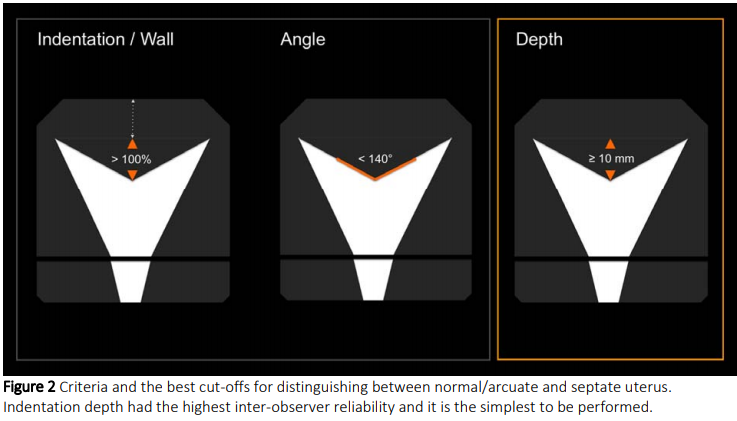 Indentation / Wall
Angle
Depth
> 100%
< 140°
≥ 10 mm
Figure 2 Criteria and the best cut-offs for distinguishing between normal/arcuate and septate uterus.
Indentation depth had the highest inter-observer reliability and it is the simplest to be performed.